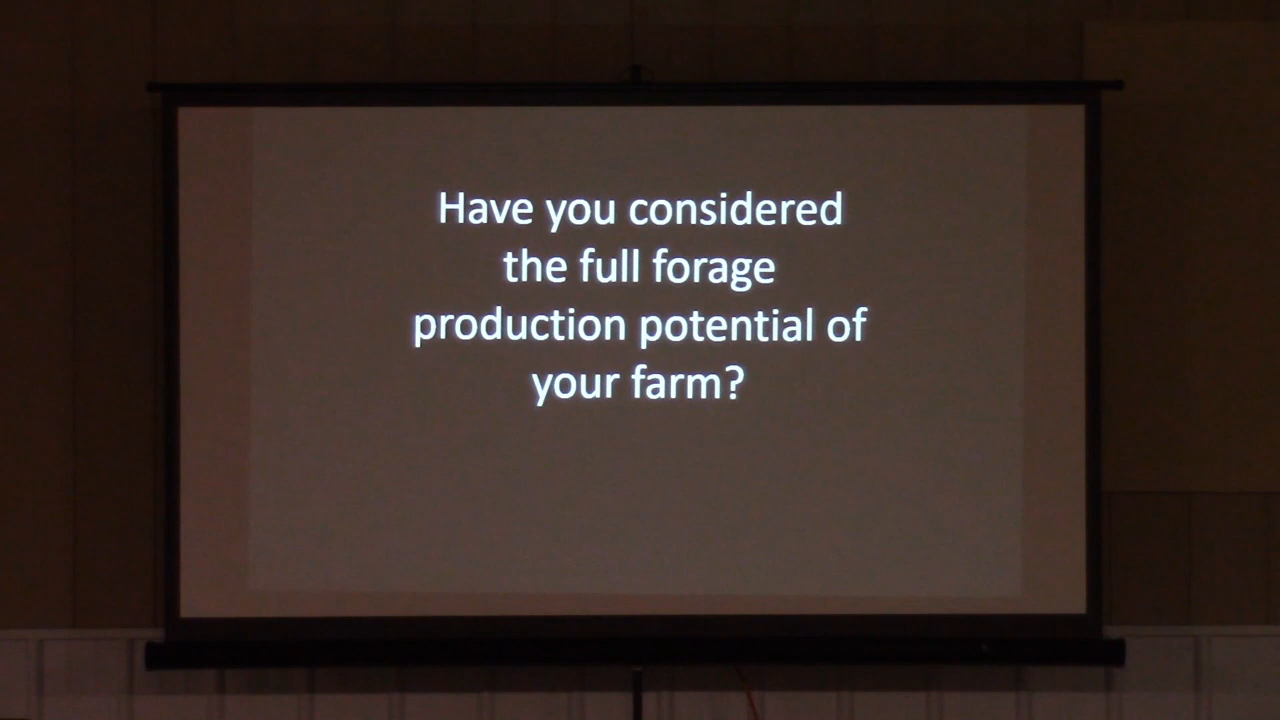 Have you considered
the full forage
production potential of
your farm?